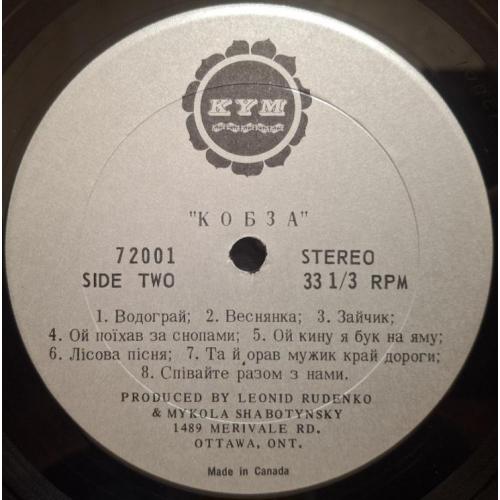 KYM
"КОБЗА"
72001 STEREO
SIDE TWO 33 1/3 RPM
1. Водограй; 2. Веснянка; 3. Зайчик;
4. Ой поїхав за снопами; 5. Ой кину я бук на яму;
6. Лісова пісня; 7. Та й орав мужик край дороги;
8. Співайте разом з нами.
PRODUCED BY LEONID RUDENKO
& MYKOLA SHABOTYNSKY
1489 MERIVALE RD.
OTTAWA, ONT.
Made in Canada